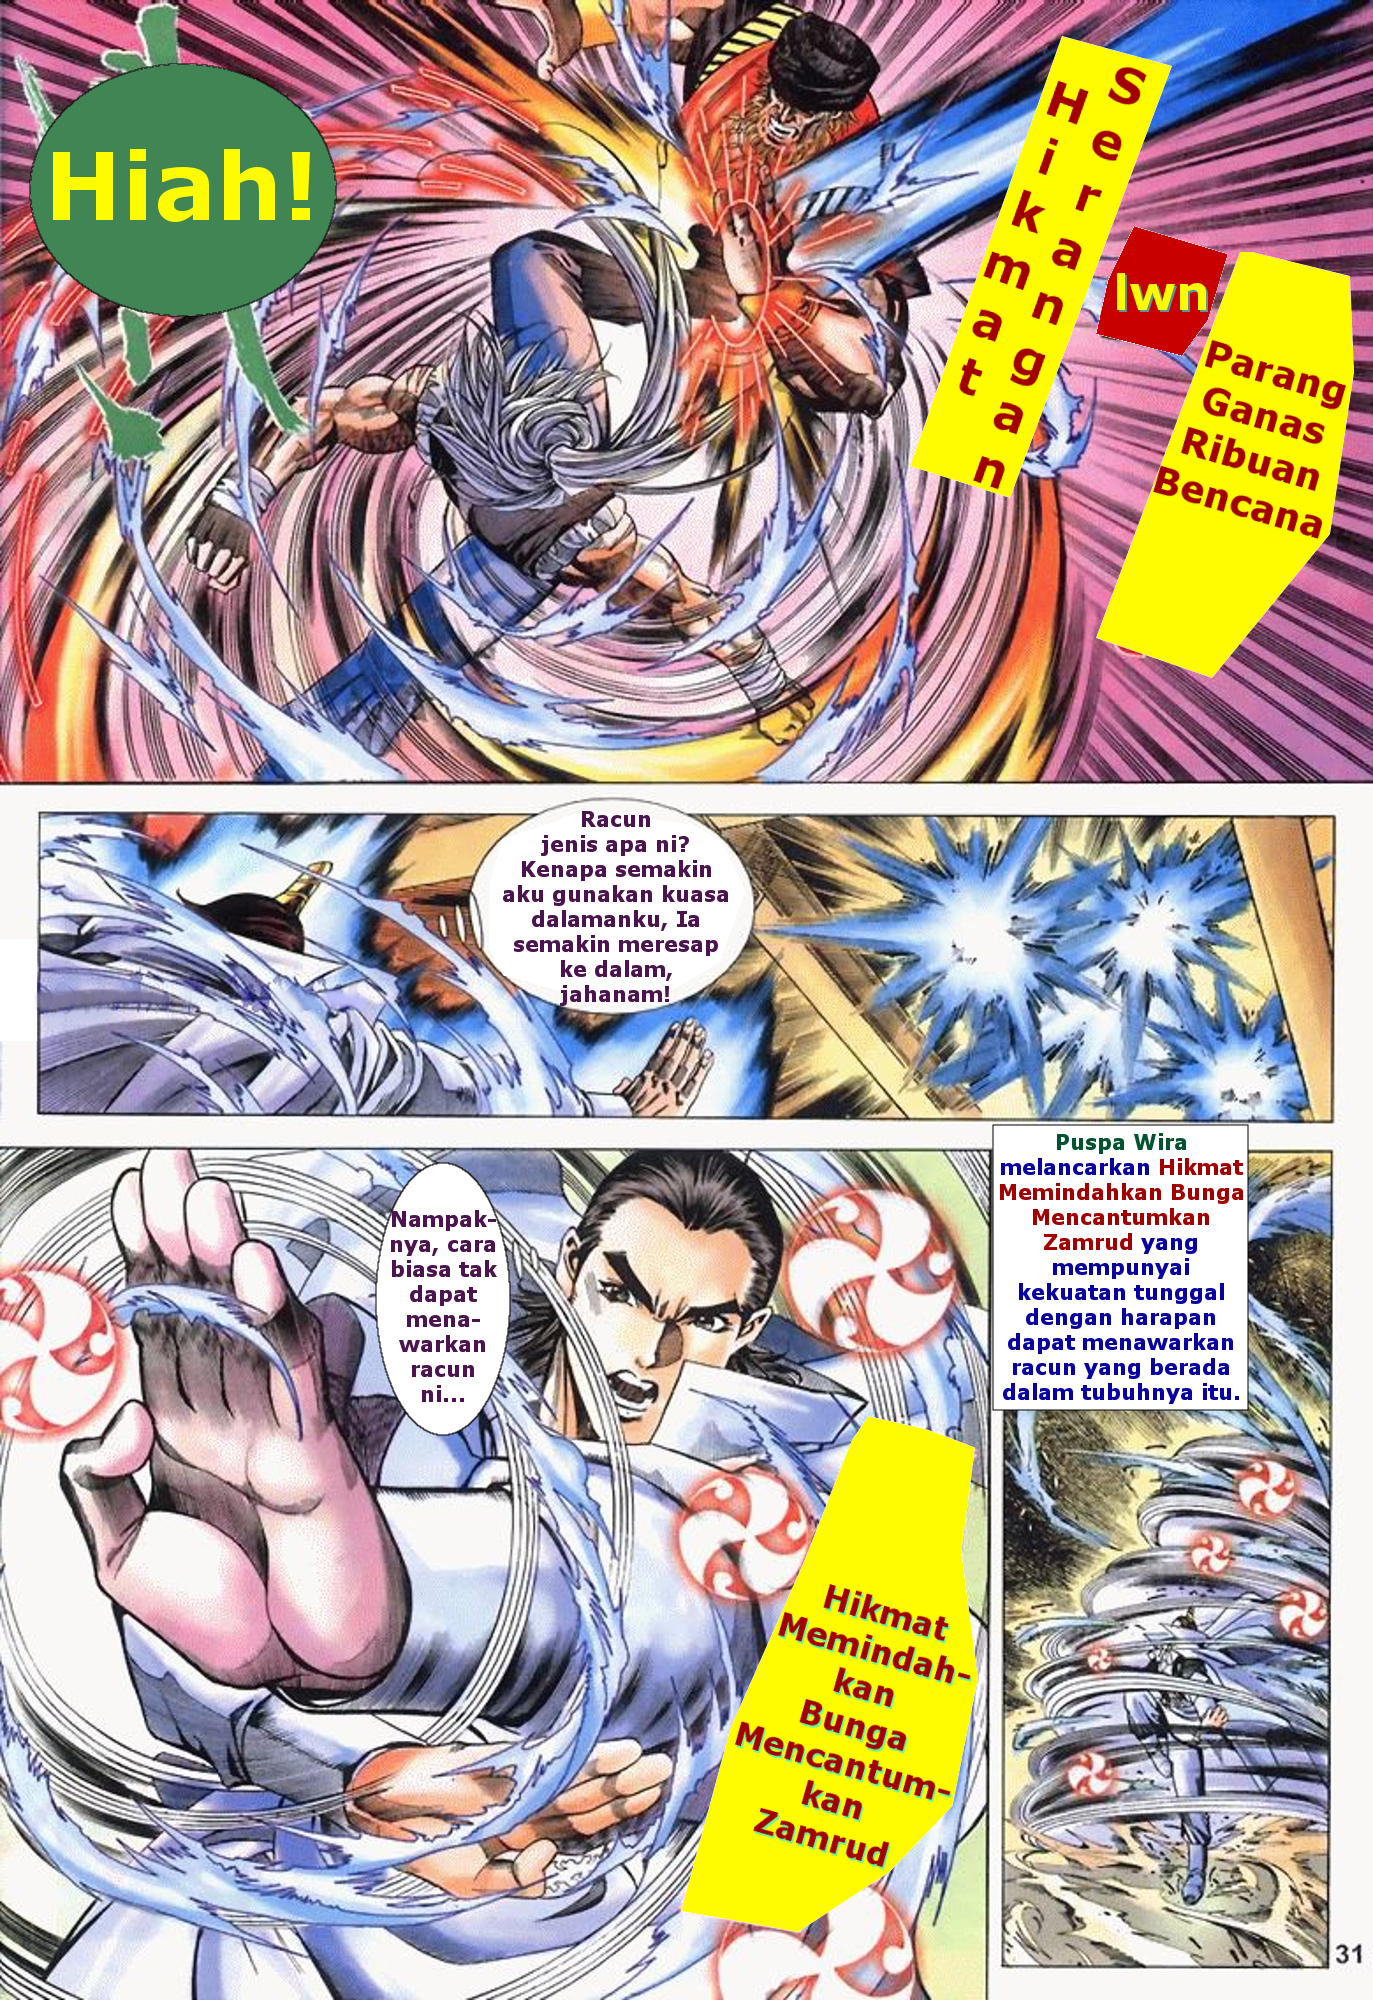 Hiah!
Serangan
Hikmat
lwn
Parang
Ganas
Ribuan
Bencana
Racun
jenis apa ni?
Kenapa semakin
aku gunakan kuasa
dalamanku, Ia
semakin meresap
ke dalam,
jahanam!
Nampak-
nya, cara
biasa tak
dapat
mena-
warkan
racun
ni...
Puspa Wira
melancarkan Hikmat
Memindahkan Bunga
Mencantumkan
Zamrud yang
mempunyai
kekuatan tunggal
dengan harapan
dapat menawarkan
racun yang berada
dalam tubuhnya itu.
Hikmat
Memindah-
kan
Bunga
Mencantum-
kan
Zamrud
31